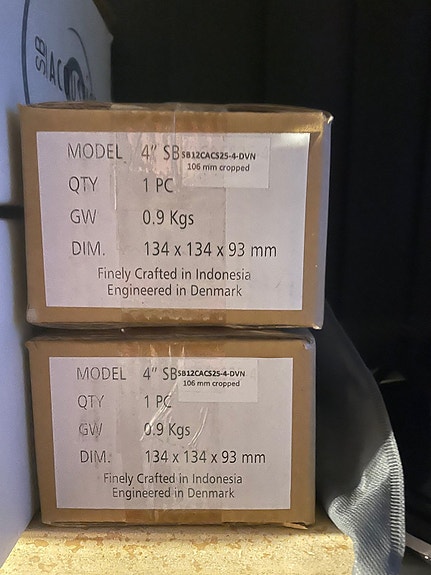 SB
ACOUS
MODEL 4" SB SB12CACS25-4-DVN
106 mm cropped
QTY 1 PC
GW 0.9 Kgs
DIM. 134 x 134 x 93 mm
Finely Crafted in Indonesia
Engineered in Denmark
MODEL 4" SB SB12CACS25-4-DVN
106 mm cropped
QTY 1 PC
GW 0.9 Kgs
DIM. 134 x 134 x 93 mm
Finely Crafted in Indonesia
Engineered in Denmark